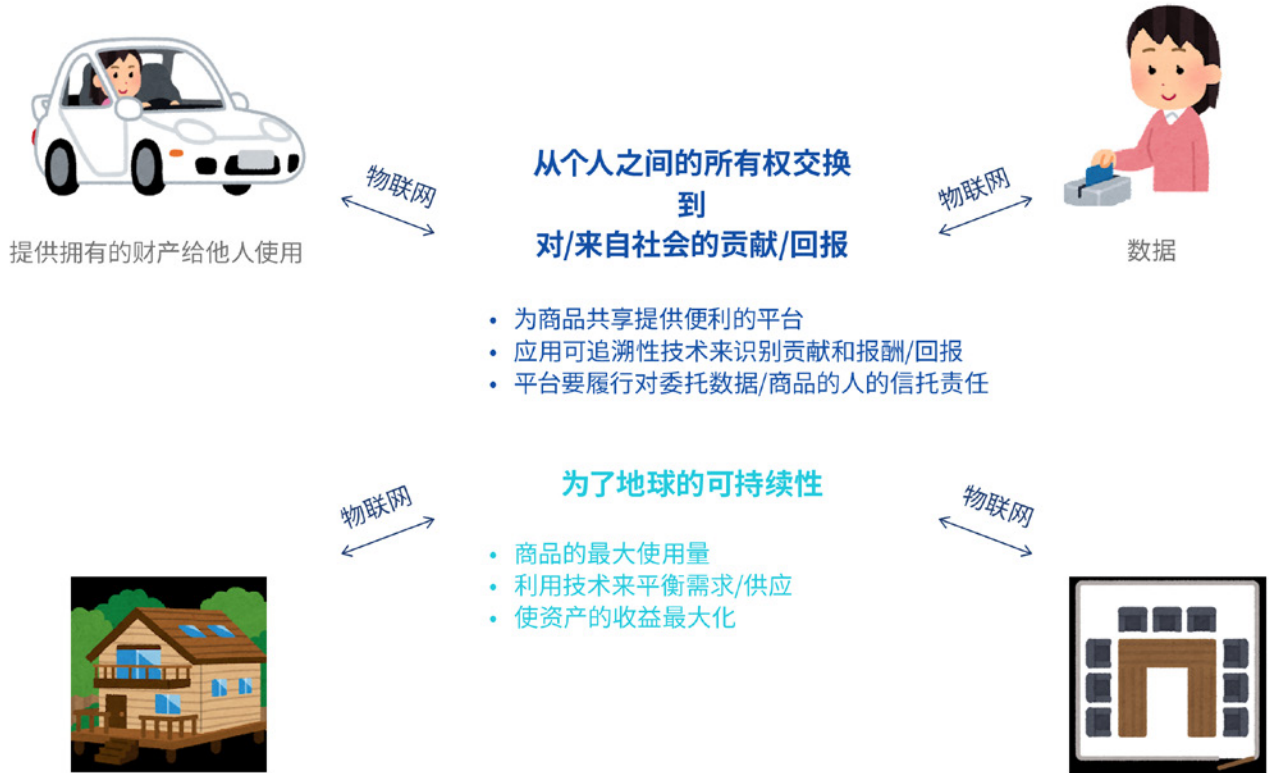 从个人之间的所有权交换
到
对/来自社会的贡献/回报
物联网
物联网
提供拥有的财产给他人使用
数据
• 为商品共享提供便利的平台
• 应用可追溯性技术来识别贡献和报酬/回报
• 平台要履行对委托数据/商品的人的信托责任
为了地球的可持续性
物联网
物联网
• 商品的最大使用量
• 利用技术来平衡需求/供应
• 使资产的收益最大化